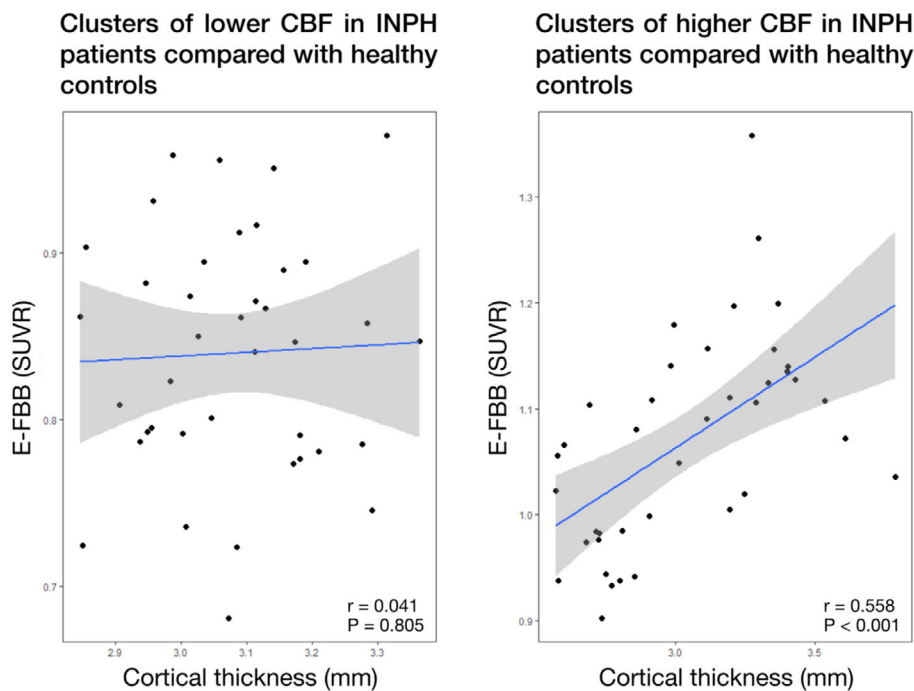 Clusters of lower CBF in INPH
patients compared with healthy
controls
E-FBB (SUVR)
0.9
0.8
0.7
r = 0.041
P = 0.805
2.9
3.0
3.1
3.2
3.3
Cortical thickness (mm)
Clusters of higher CBF in INPH
patients compared with healthy
controls
E-FBB (SUVR)
1.3
1.2
1.1
1.0
0.9
r = 0.558
P < 0.001
3.0
3.5
Cortical thickness (mm)